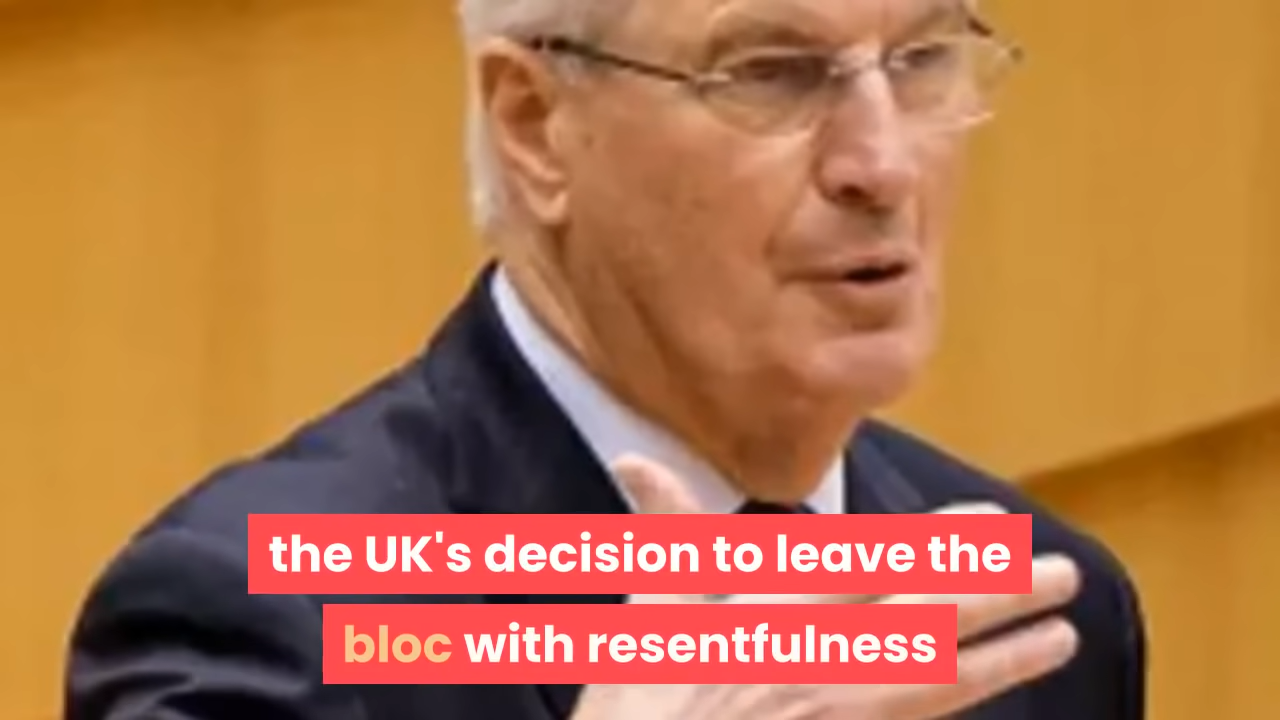 the UK's decision to leave the
bloc with resentfulness